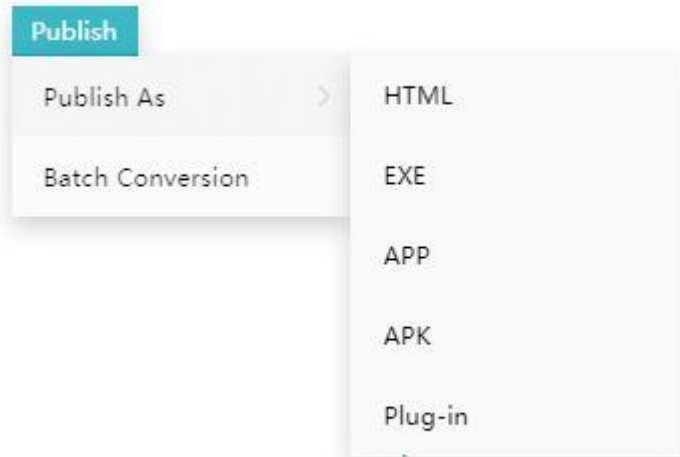 Publish
Publish As
Batch Conversion
HTML
EXE
APP
APK
Plug-in